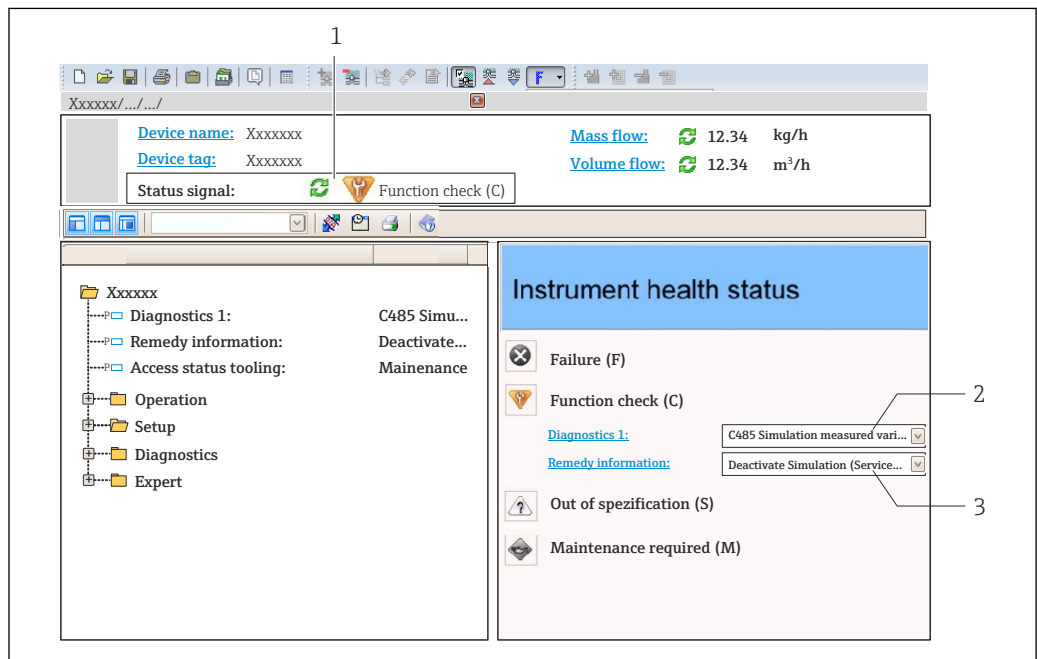 1
F
Xxxxxx/.../.../
Device name: Xxxxxxx
Mass flow: 12.34 kg/h
Device tag: Xxxxxxx
Volume flow: 12.34 m³/h
Status signal: Function check (C)
Xxxxxx
P Diagnostics 1: C485 Simu...
P Remedy information: Deactivate...
P Access status tooling: Mainenance
Operation
Setup
Diagnostics
Expert
Instrument health status
Failure (F)
Function check (C)
2
Diagnostics 1: C485 Simulation measured vari...
Remedy information: Deactivate Simulation (Service...
Out of spezification (S)
3
Maintenance required (M)